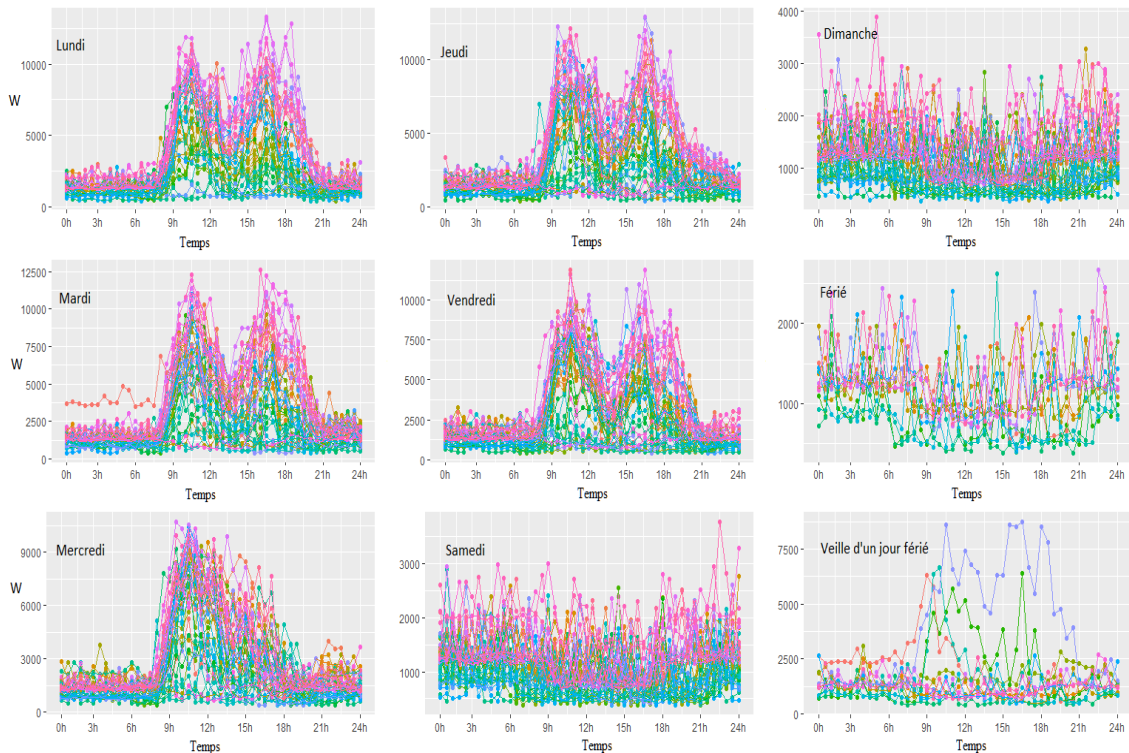 Lundi
W
10000
5000
0
0h 3h 6h 9h 12h 15h 18h 21h 24h
Temps
Jeudi
10000
5000
0
0h 3h 6h 9h 12h 15h 18h 21h 24h
Temps
Dimanche
4000
3000
2000
1000
0h 3h 6h 9h 12h 15h 18h 21h 24h
Temps
Mardi
W
12500
10000
7500
5000
2500
0
0h 3h 6h 9h 12h 15h 18h 21h 24h
Temps
Vendredi
10000
7500
5000
2500
0
0h 3h 6h 9h 12h 15h 18h 21h 24h
Temps
Férié
2000
1000
0h 3h 6h 9h 12h 15h 18h 21h 24h
Temps
Mercredi
W
9000
6000
3000
0
0h 3h 6h 9h 12h 15h 18h 21h 24h
Temps
Samedi
3000
2000
1000
0h 3h 6h 9h 12h 15h 18h 21h 24h
Temps
Veille d'un jour férié
7500
5000
2500
0
0h 3h 6h 9h 12h 15h 18h 21h 24h
Temps